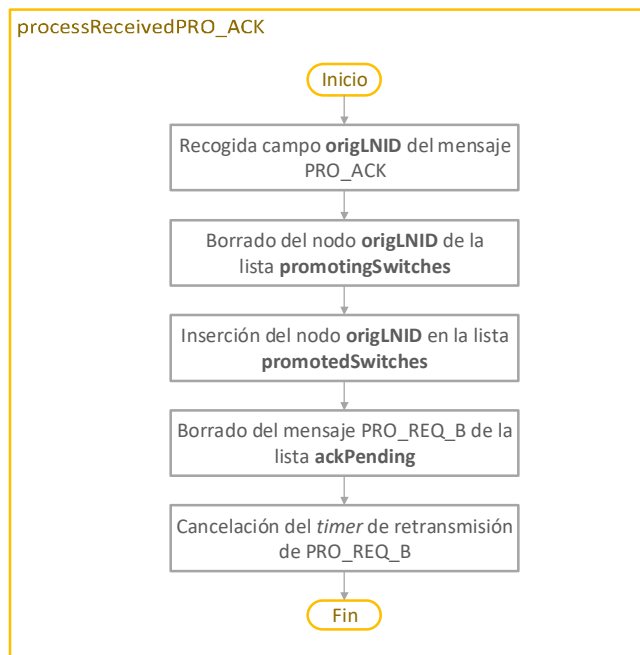 processReceivedPRO_ACK
Inicio
Recogida campo origLNID del mensaje
PRO_ACK
Borrado del nodo origLNID de la
lista promotingSwitches
Inserción del nodo origLNID en la lista
promotedSwitches
Borrado del mensaje PRO_REQ_B de la
lista ackPending
Cancelación del timer de retransmisión
de PRO_REQ_B
Fin